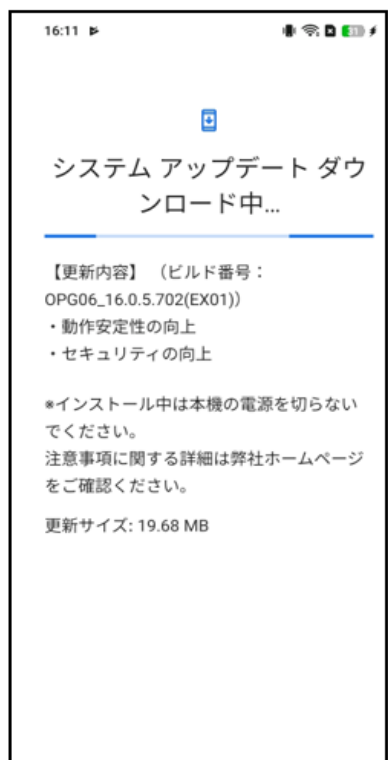 16:11
31
システム アップデート ダウ
ンロード中...
【更新内容】 （ビルド番号：
OPG06_16.0.5.702(EX01)）
・動作安定性の向上
・セキュリティの向上
※インストール中は本機の電源を切らない
でください。
注意事項に関する詳細は弊社ホームページ
をご確認ください。
更新サイズ: 19.68 MB